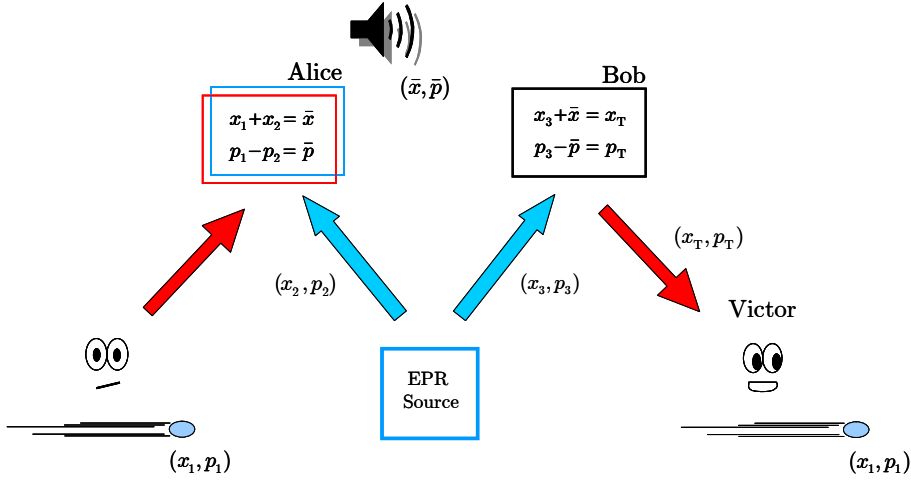 Alice
(x̄, p̄)
Bob
x₁+x₂= x̄
p₁−p₂= p̄
x₃+x̄ = x_T
p₃−p̄ = p_T
(x₂, p₂)
(x₃, p₃)
(x_T, p_T)
Victor
EPR
Source
(x₁, p₁)
(x₁, p₁)